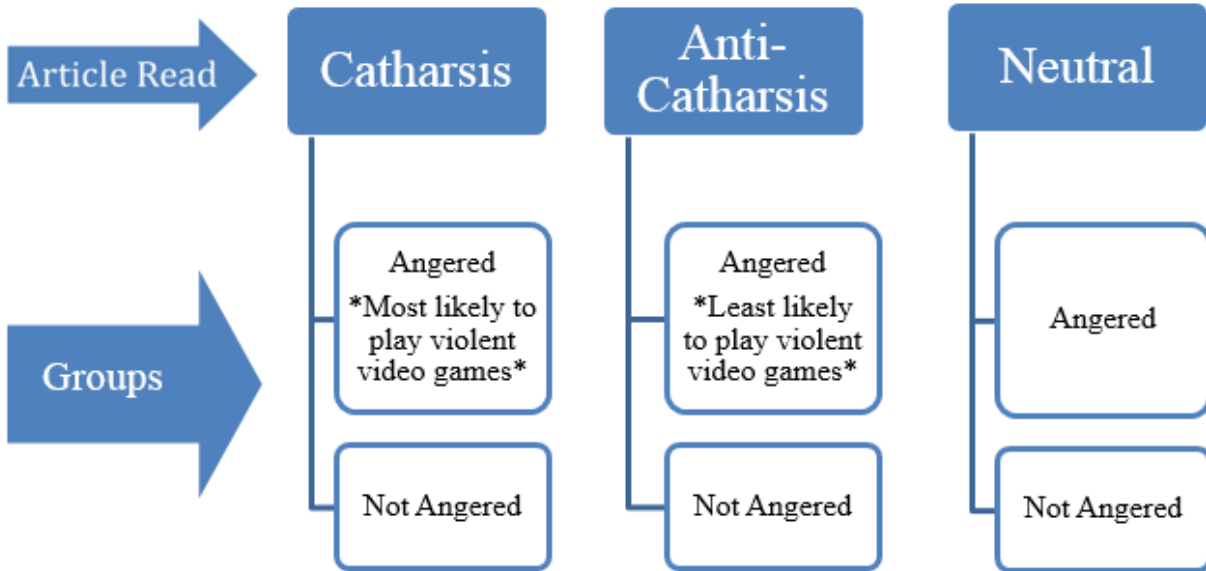 Article Read
Catharsis
Anti-
Catharsis
Neutral
Groups
Angered
*Most likely to
play violent
video games*
Angered
*Least likely
to play violent
video games*
Angered
Not Angered
Not Angered
Not Angered